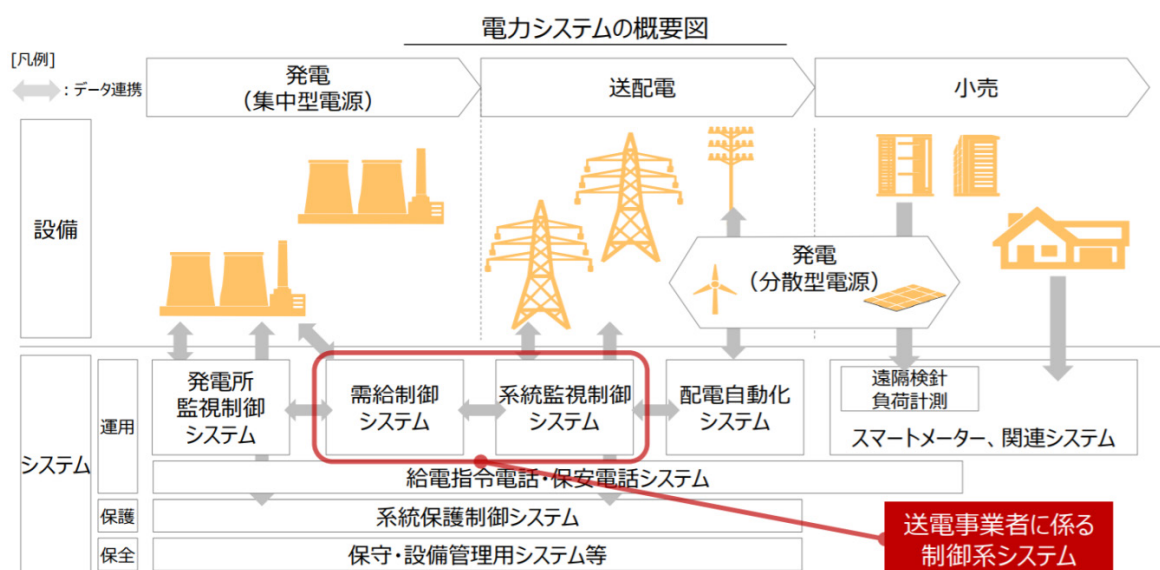 電力システムの概要図
[凡例]
：データ連携
発電
（集中型電源）
送配電
小売
設備
発電
（分散型電源）
システム
運用
発電所
監視制御
システム
需給制御
システム
系統監視制御
システム
配電自動化
システム
遠隔検針
負荷計測
スマートメーター、関連システム
給電指令電話・保安電話システム
保護
系統保護制御システム
保全
保守・設備管理用システム等
送電事業者に係る
制御系システム